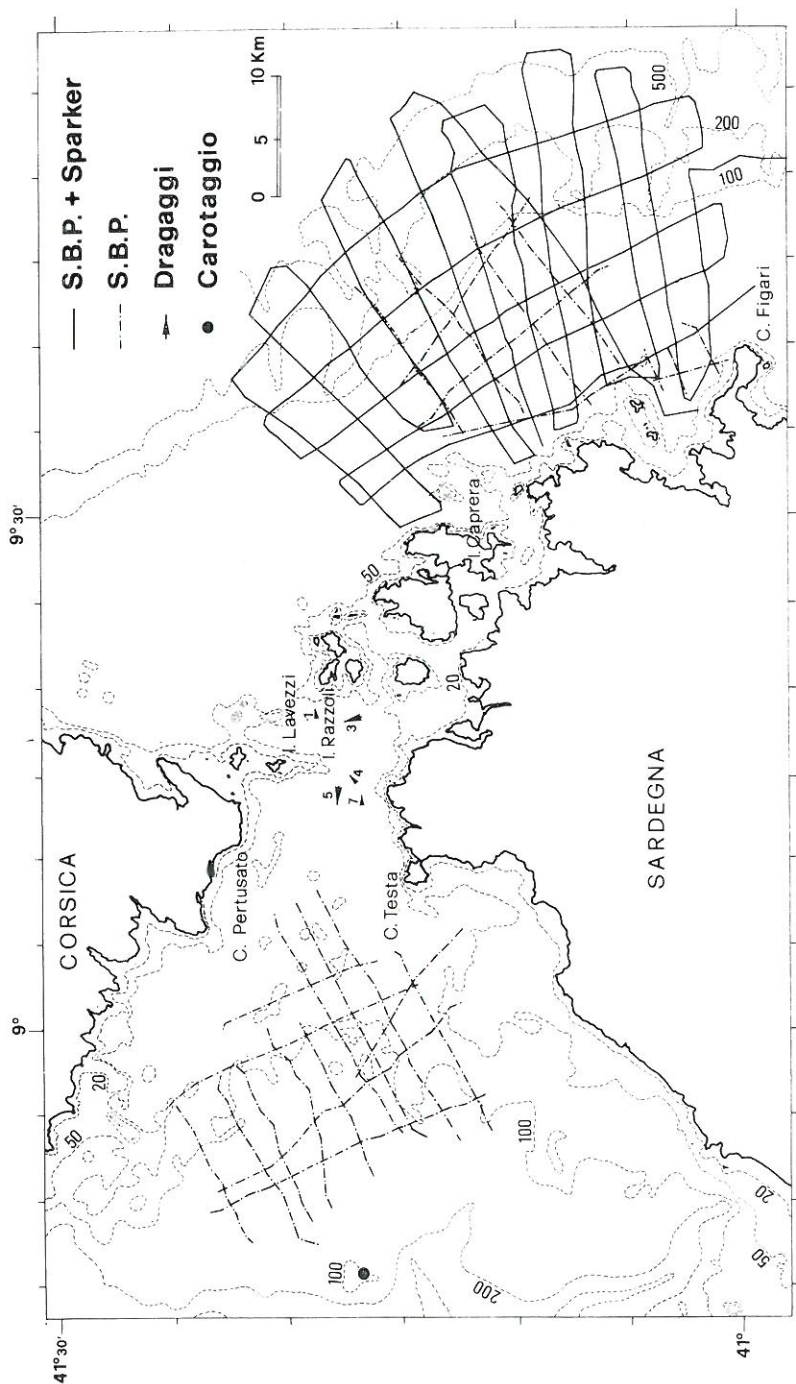 41°30'
41°
9°
9° 30'
S.B.P. + Sparker
S.B.P.
Dragaggi
Carotaggio
0 5 10 Km
CORSICA
SARDEGNA
C. Pertusato
C. Testa
I. Lavezzi
I. Razzoli
I. Caprera
C. Figari
20
50
100
100
200
20
50
20
50
100
200
500
1
3
4
5
7